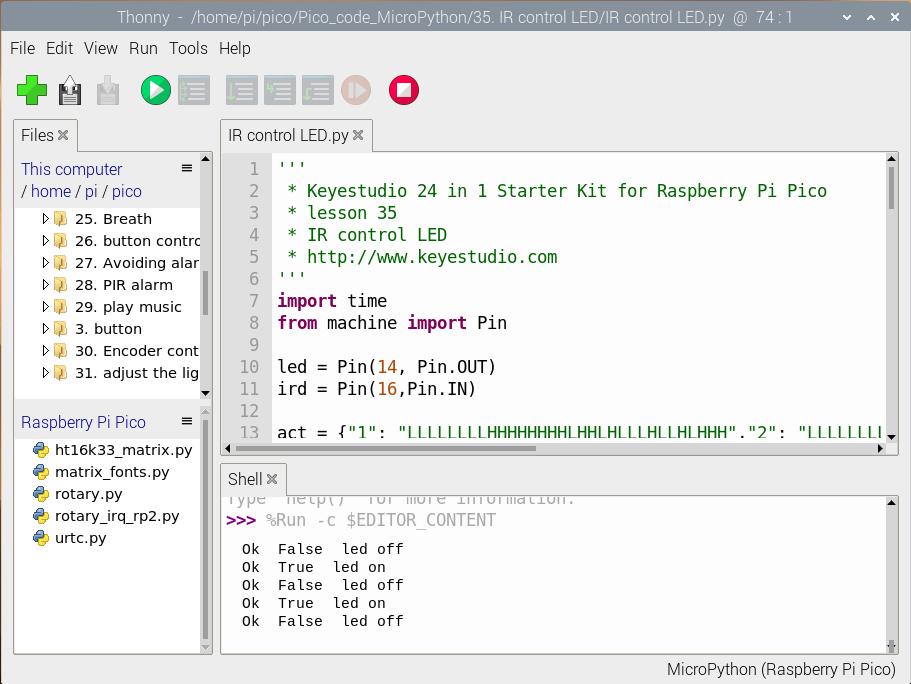 Thonny - /home/pi/pico/Pico_code_MicroPython/35. IR control LED/IR control LED.py @ 74 : 1
File Edit View Run Tools Help
Files
This computer
/ home / pi / pico
25. Breath
26. button contro
27. Avoiding alar
28. PIR alarm
29. play music
3. button
30. Encoder cont
31. adjust the lig
Raspberry Pi Pico
ht16k33_matrix.py
matrix_fonts.py
rotary.py
rotary_irq_rp2.py
urtc.py
IR control LED.py
1 '''
2 * Keyestudio 24 in 1 Starter Kit for Raspberry Pi Pico
3 * lesson 35
4 * IR control LED
5 * http://www.keyestudio.com
6 '''
7 import time
8 from machine import Pin
9
10 led = Pin(14, Pin.OUT)
11 ird = Pin(16,Pin.IN)
12
13 act = {"1": "LLLLLLLLHHHHHHHHLHHLHLLLHLLHLHHH","2": "LLLLLLLL
Shell
Type "help()" for more information.
>>> %Run -c $EDITOR_CONTENT
Ok False led off
Ok True led on
Ok False led off
Ok True led on
Ok False led off
MicroPython (Raspberry Pi Pico)